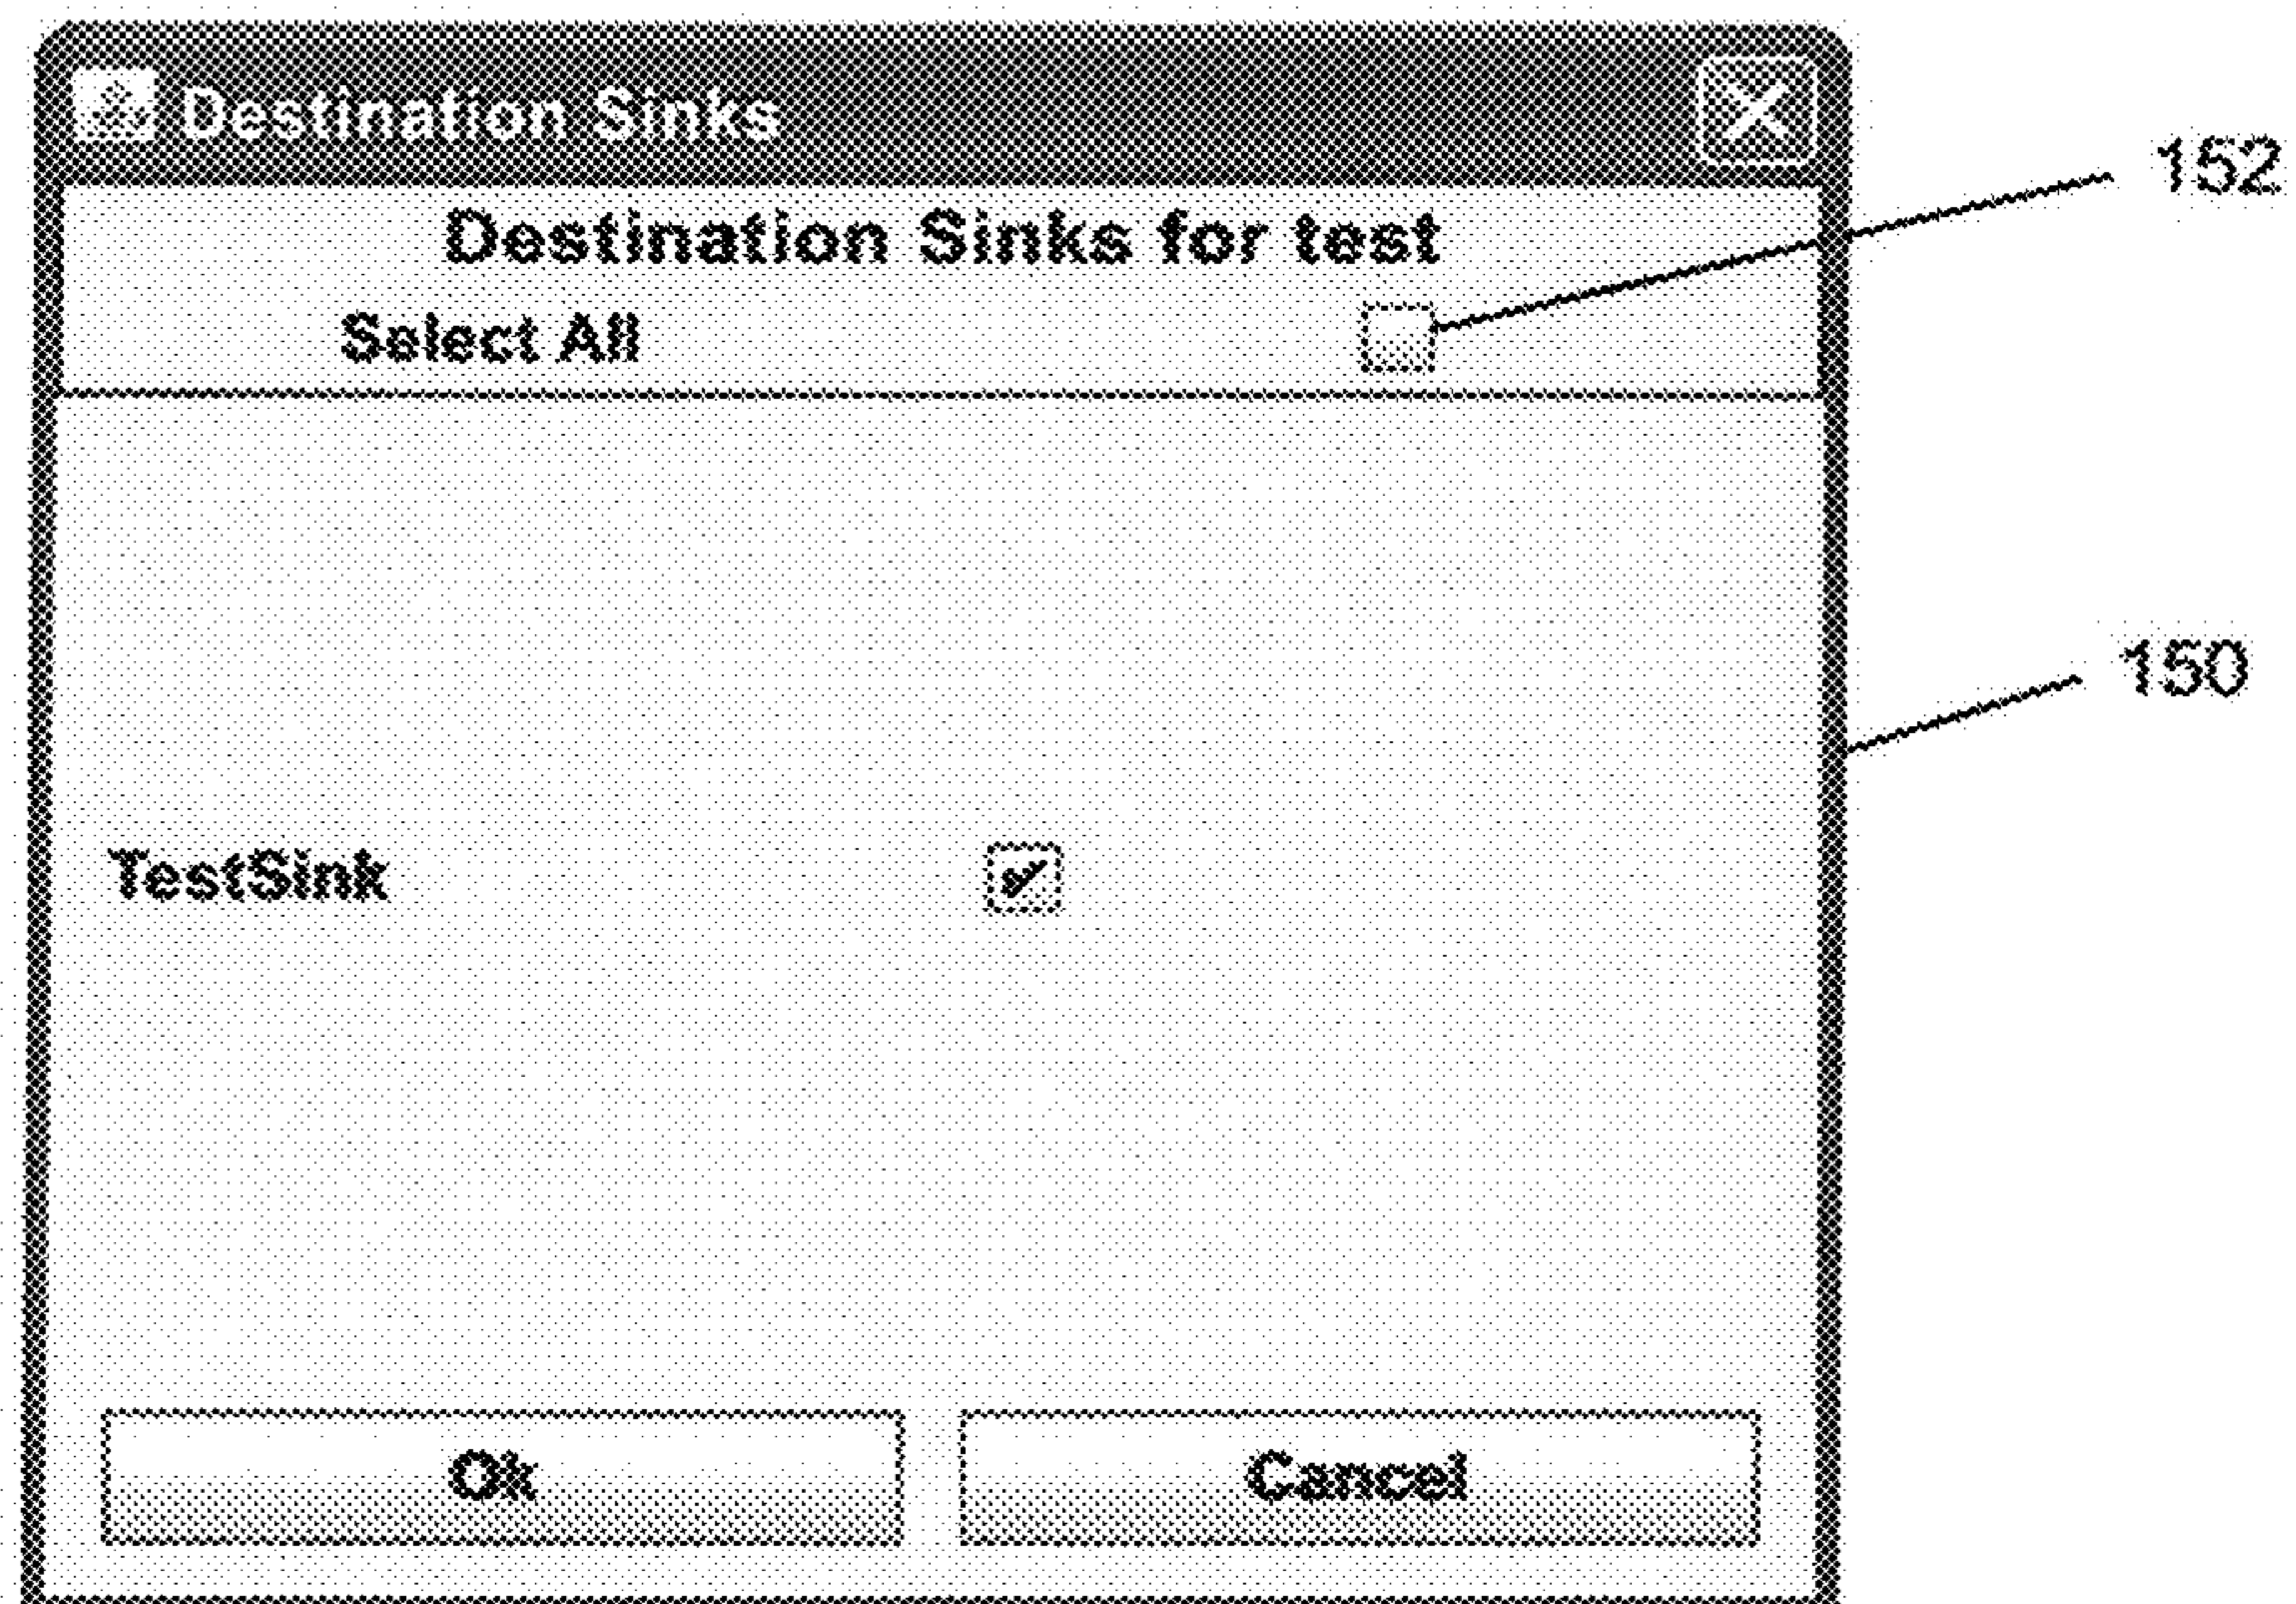 Destination Sinks
152
Destination Sinks for test
Select All
150
TestSink
Ok
Cancel